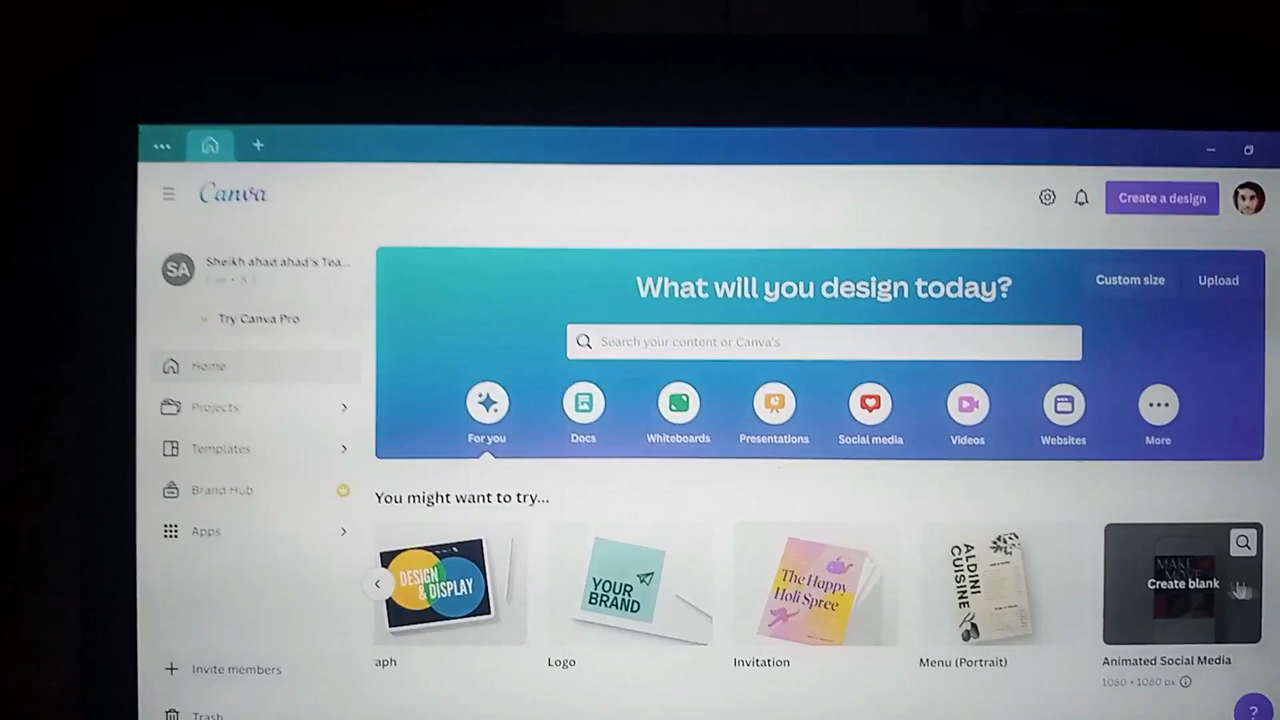 Canva
Create a design
SA
Sheikh ahad ahad's Tea...
Try Canva Pro
Home
Projects
Templates
Brand Hub
Apps
Invite members
Trash
What will you design today?
Custom size
Upload
Search your content or Canva's
For you
Docs
Whiteboards
Presentations
Social media
Videos
Websites
More
You might want to try...
DESIGN
& DISPLAY
YOUR
BRAND
The Happy
Holi Spree
ALDINI
CUISINE
MAKE
Create blank
aph
Logo
Invitation
Menu (Portrait)
Animated Social Media
1080 × 1080 px
?